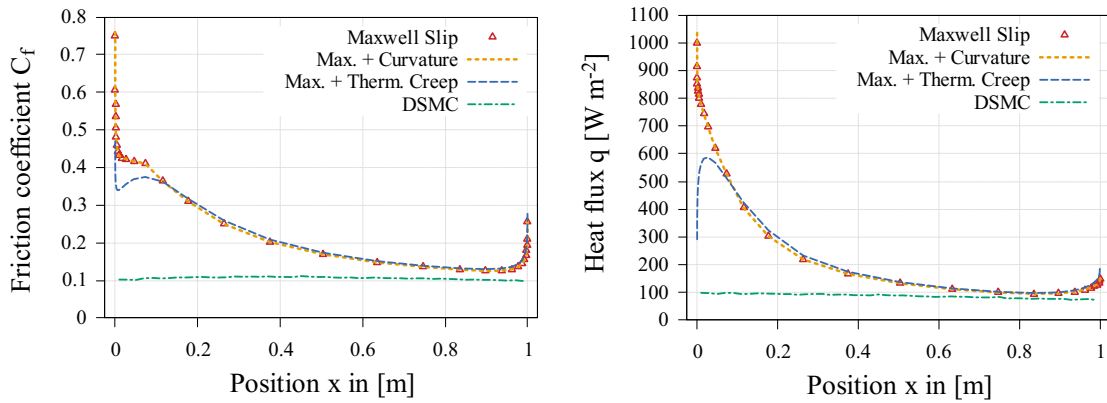 Friction coefficient C_f
0.8
0.7
0.6
0.5
0.4
0.3
0.2
0.1
0
Maxwell Slip
Max. + Curvature
Max. + Therm. Creep
DSMC
0 0.2 0.4 0.6 0.8 1
Position x in [m]
Heat flux q [W m⁻²]
1100
1000
900
800
700
600
500
400
300
200
100
0
Maxwell Slip
Max. + Curvature
Max. + Therm. Creep
DSMC
0 0.2 0.4 0.6 0.8 1
Position x in [m]